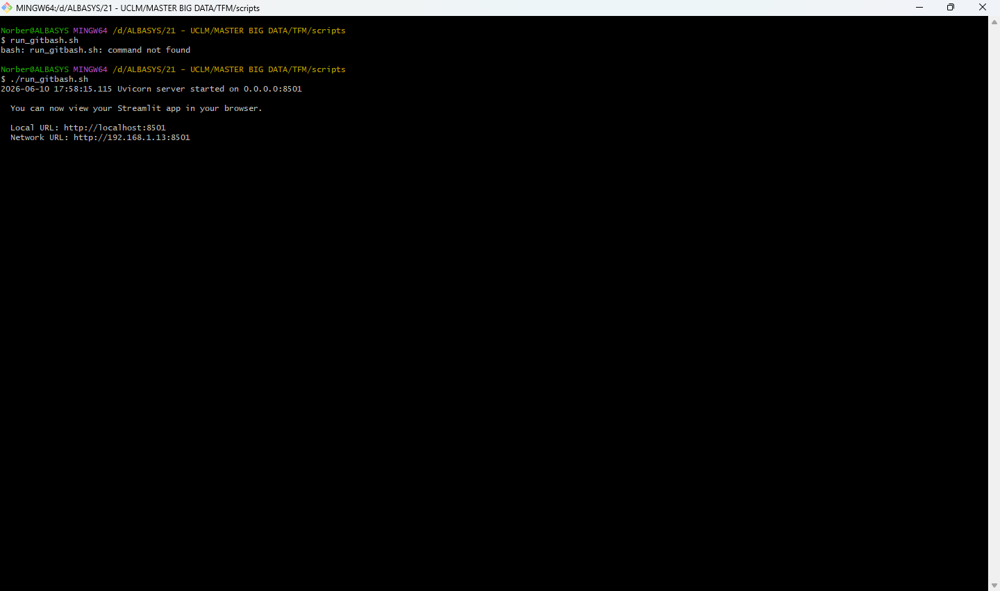 MINGW64:/d/ALBASYS/21 - UCLM/MASTER BIG DATA/TFM/scripts
Norber@ALBASYS MINGW64 /d/ALBASYS/21 - UCLM/MASTER BIG DATA/TFM/scripts
$ run_gitbash.sh
bash: run_gitbash.sh: command not found
Norber@ALBASYS MINGW64 /d/ALBASYS/21 - UCLM/MASTER BIG DATA/TFM/scripts
$ ./run_gitbash.sh
2026-06-10 17:58:15.115 Uvicorn server started on 0.0.0.0:8501
You can now view your Streamlit app in your browser.
Local URL: http://localhost:8501
Network URL: http://192.168.1.13:8501